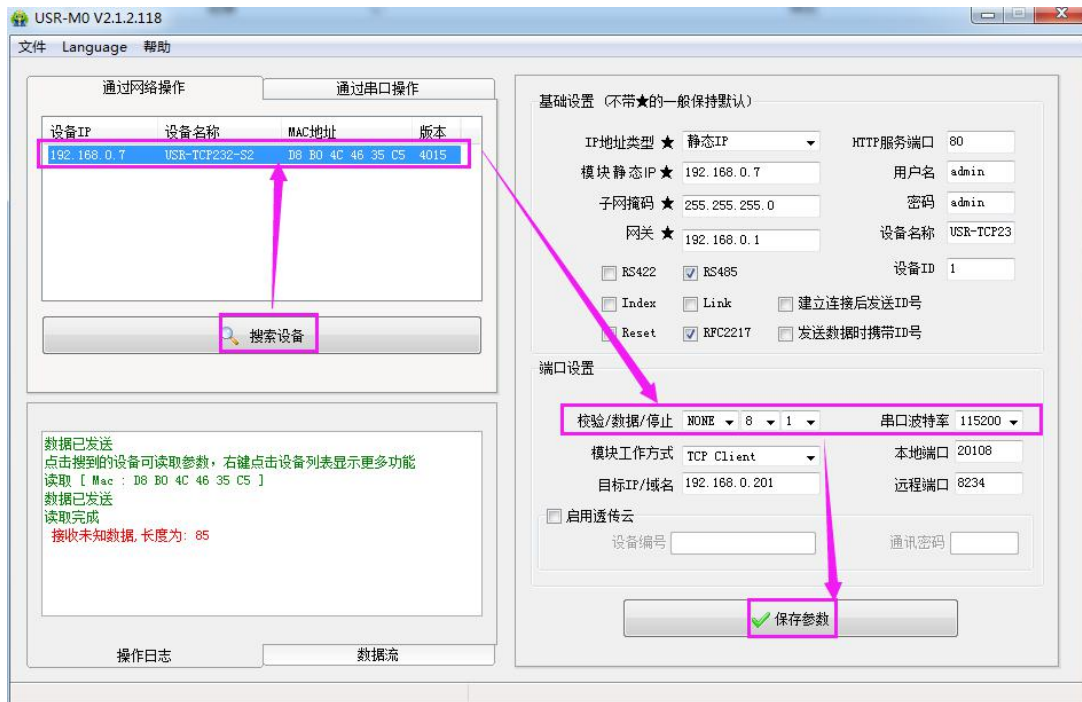 USR-M0 V2.1.2.118
文件 Language 帮助
通过网络操作 通过串口操作
设备IP 设备名称 MAC地址 版本
192.168.0.7 USR-TCP232-S2 D8 B0 4C 46 35 C5 4015
搜索设备
数据已发送
点击搜到的设备可读取参数，右键点击设备列表显示更多功能
读取 [ Mac : D8 B0 4C 46 35 C5 ]
数据已发送
读取完成
接收未知数据,长度为: 85
操作日志 数据流
基础设置 (不带★的一般保持默认)
IP地址类型 ★ 静态IP HTTP服务端口 80
模块静态IP ★ 192.168.0.7 用户名 admin
子网掩码 ★ 255.255.255.0 密码 admin
网关 ★ 192.168.0.1 设备名称 USR-TCP23
RS422 RS485 设备ID 1
Index Link 建立连接后发送ID号
Reset RFC2217 发送数据时携带ID号
端口设置
校验/数据/停止 NONE 8 1 串口波特率 115200
模块工作方式 TCP Client 本地端口 20108
目标IP/域名 192.168.0.201 远程端口 8234
启用透传云
设备编号 通讯密码
保存参数